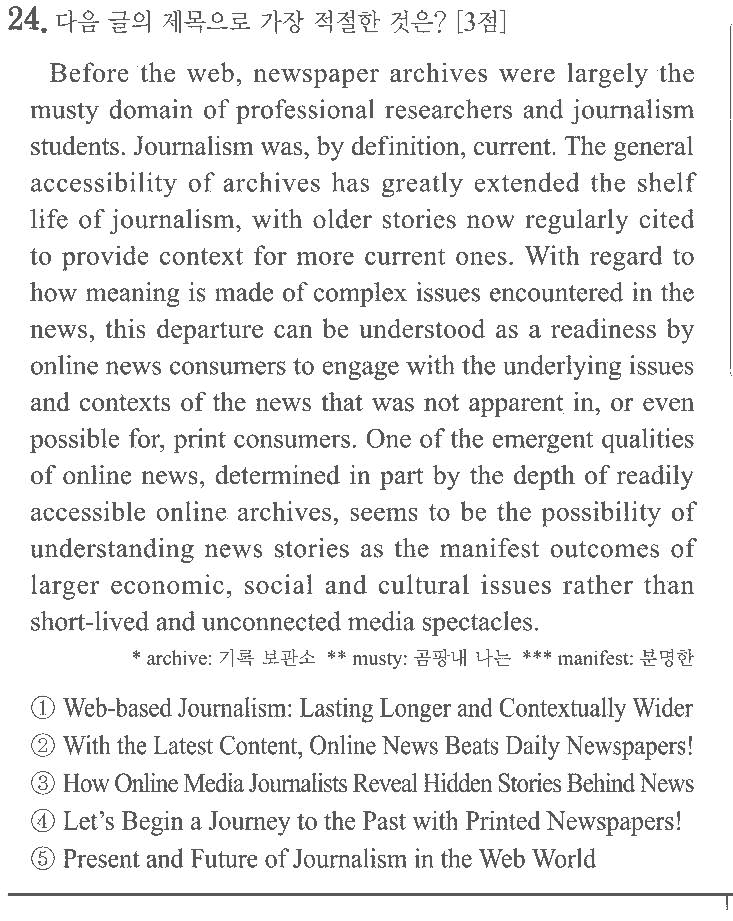 24. 다음 글의 제목으로 가장 적절한 것은? [3점]
Before the web, newspaper archives were largely the
musty domain of professional researchers and journalism
students. Journalism was, by definition, current. The general
accessibility of archives has greatly extended the shelf
life of journalism, with older stories now regularly cited
to provide context for more current ones. With regard to
how meaning is made of complex issues encountered in the
news, this departure can be understood as a readiness by
online news consumers to engage with the underlying issues
and contexts of the news that was not apparent in, or even
possible for, print consumers. One of the emergent qualities
of online news, determined in part by the depth of readily
accessible online archives, seems to be the possibility of
understanding news stories as the manifest outcomes of
larger economic, social and cultural issues rather than
short-lived and unconnected media spectacles.
* archive: 기록 보관소 ** musty: 곰팡내 나는 *** manifest: 분명한
① Web-based Journalism: Lasting Longer and Contextually Wider
② With the Latest Content, Online News Beats Daily Newspapers!
③ How Online Media Journalists Reveal Hidden Stories Behind News
④ Let's Begin a Journey to the Past with Printed Newspapers!
⑤ Present and Future of Journalism in the Web World